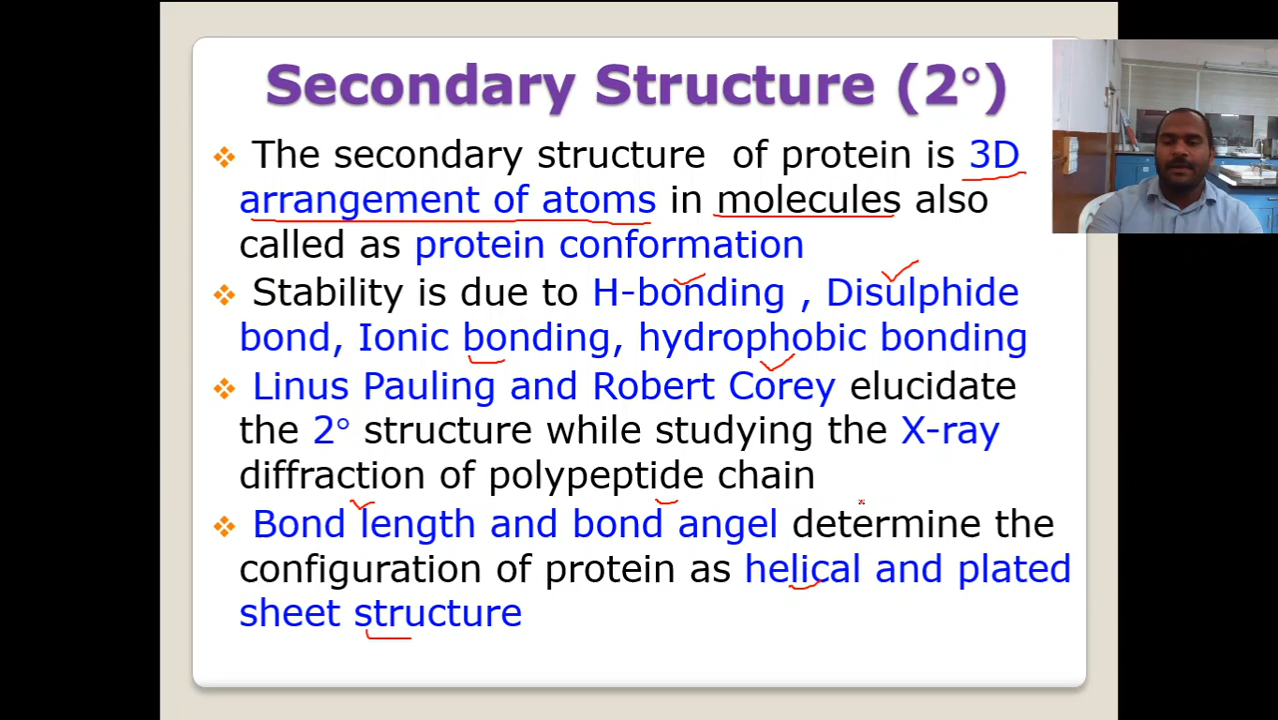 Secondary Structure (2°)
❖ The secondary structure of protein is 3D
arrangement of atoms in molecules also
called as protein conformation
❖ Stability is due to H-bonding , Disulphide
bond, Ionic bonding, hydrophobic bonding
❖ Linus Pauling and Robert Corey elucidate
the 2° structure while studying the X-ray
diffraction of polypeptide chain
❖ Bond length and bond angel determine the
configuration of protein as helical and plated
sheet structure